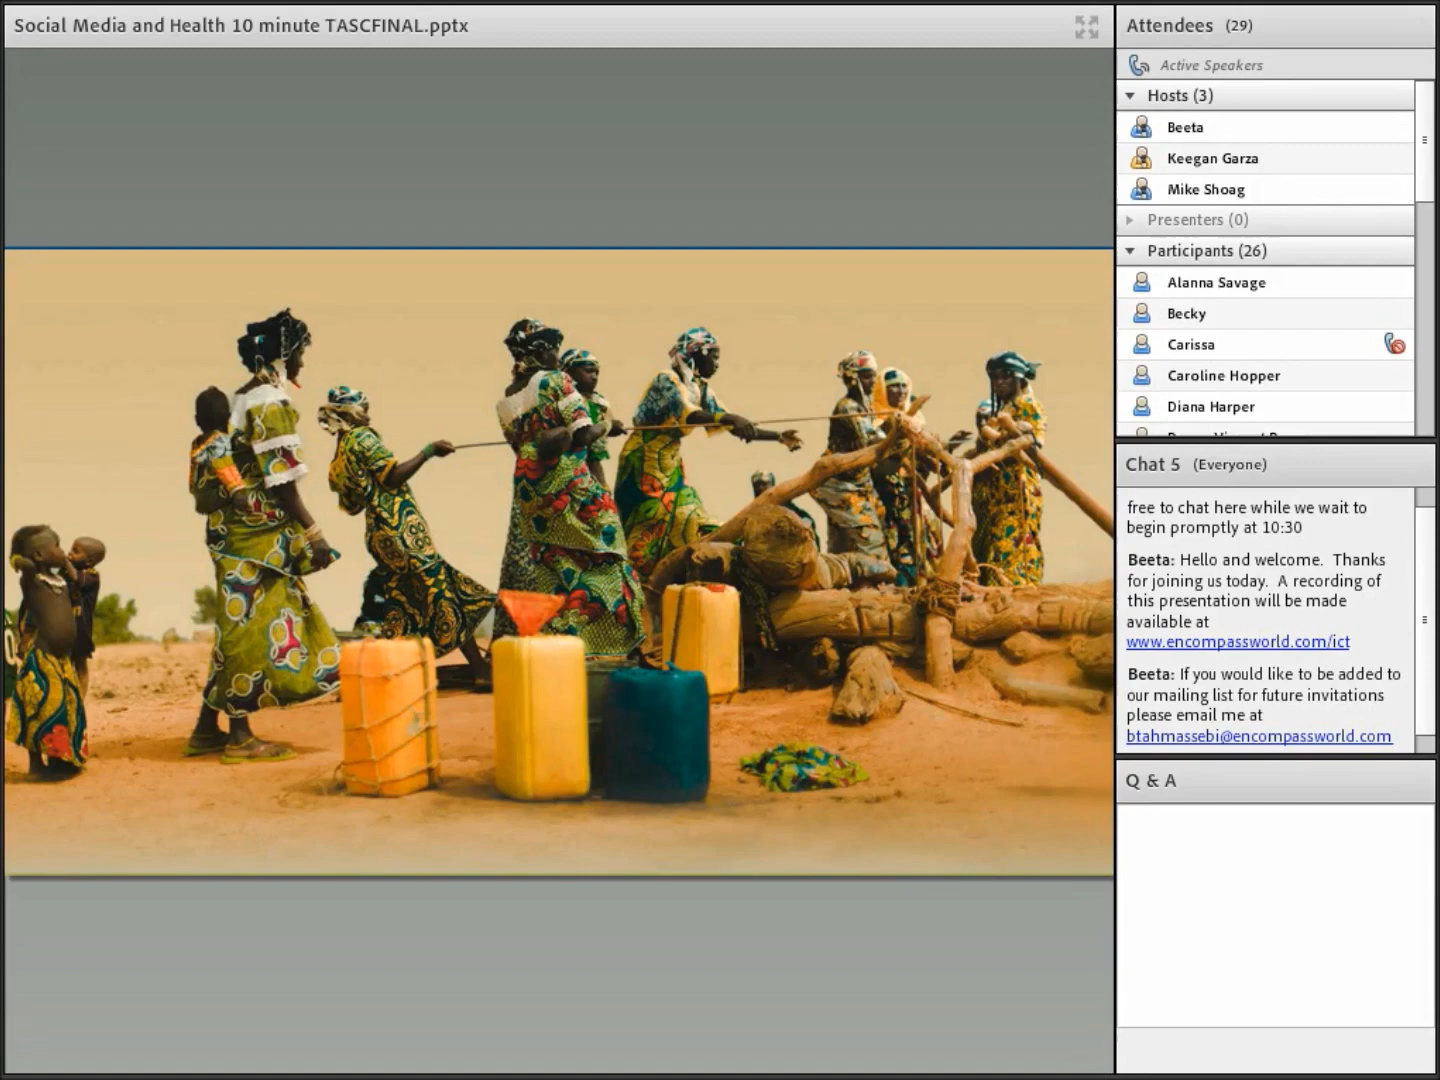 Social Media and Health 10 minute TASCFINAL.pptx
Attendees (29)
Active Speakers
Hosts (3)
Beeta
Keegan Garza
Mike Shoag
Presenters (0)
Participants (26)
Alanna Savage
Becky
Carissa
Caroline Hopper
Diana Harper
Chat 5 (Everyone)
free to chat here while we wait to
begin promptly at 10:30
Beeta: Hello and welcome. Thanks
for joining us today. A recording of
this presentation will be made
available at
www.encompassworld.com/ict
Beeta: If you would like to be added to
our mailing list for future invitations
please email me at
btahmassebi@encompassworld.com
Q & A